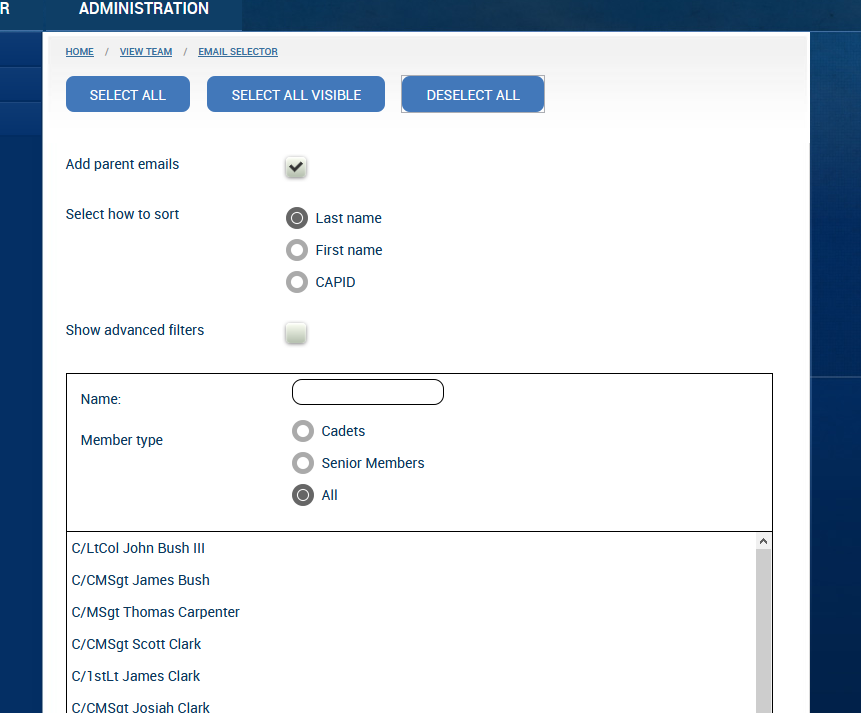 R ADMINISTRATION
HOME / VIEW TEAM / EMAIL SELECTOR
SELECT ALL SELECT ALL VISIBLE DESELECT ALL
Add parent emails
Select how to sort
Last name
First name
CAPID
Show advanced filters
Name:
Member type
Cadets
Senior Members
All
C/LtCol John Bush III
C/CMSgt James Bush
C/MSgt Thomas Carpenter
C/CMSgt Scott Clark
C/1stLt James Clark
C/CMSgt Josiah Clark